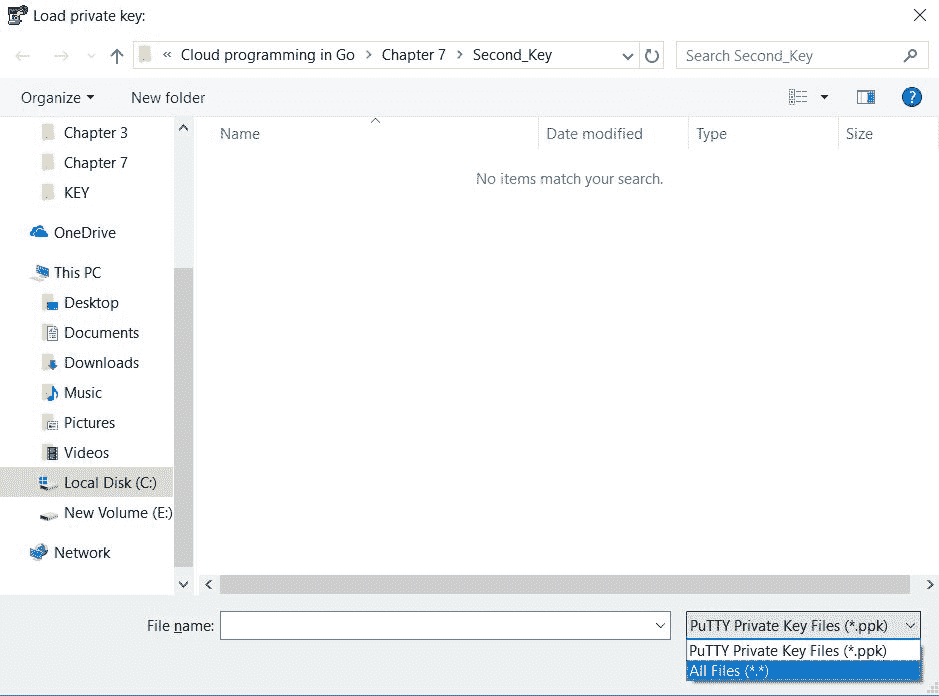 Load private key:
« Cloud programming in Go > Chapter 7 > Second_Key
Search Second_Key
Organize
New folder
Name
Date modified
Type
Size
No items match your search.
Chapter 3
Chapter 7
KEY
OneDrive
This PC
Desktop
Documents
Downloads
Music
Pictures
Videos
Local Disk (C:)
New Volume (E:)
Network
File name:
PuTTY Private Key Files (*.ppk)
PuTTY Private Key Files (*.ppk)
All Files (*.*)